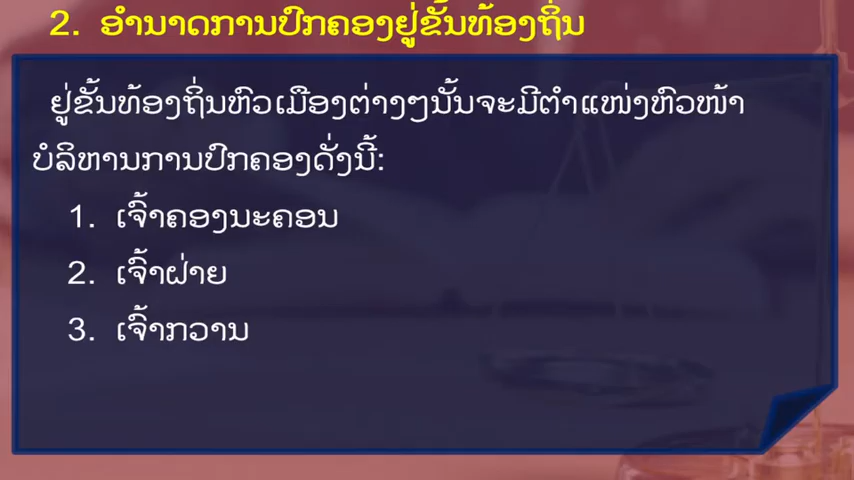 2. ອຳນາດການປົກຄອງຢູ່ຂັ້ນທ້ອງຖິ່ນ
ຢູ່ຂັ້ນທ້ອງຖິ່ນຫົວເມືອງຕ່າງໆນັ້ນຈະມີຕຳແໜ່ງຫົວໜ້າ
ບໍລິຫານການປົກຄອງດັ່ງນີ້:
1. ເຈົ້າຄອງນະຄອນ
2. ເຈົ້າຝ່າຍ
3. ເຈົ້າກວານ